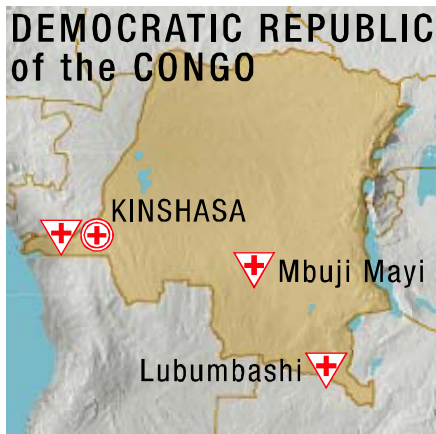 DEMOCRATIC REPUBLIC
of the CONGO
KINSHASA
Mbuji Mayi
Lubumbashi